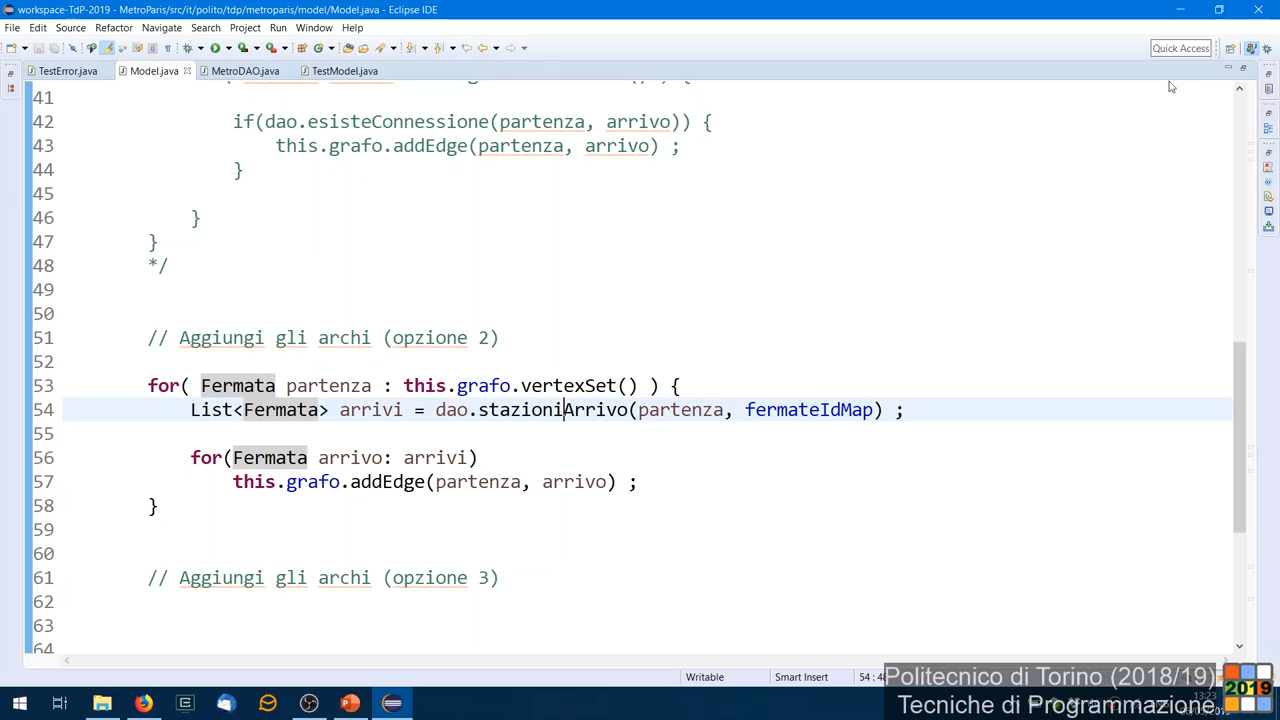 workspace-TdP-2019 - MetroParis/src/it/polito/tdp/metroparis/model/Model.java - Eclipse IDE
File Edit Source Refactor Navigate Search Project Run Window Help
Quick Access
TestError.java Model.java MetroDAO.java TestModel.java
41
42 if(dao.esisteConnessione(partenza, arrivo)) {
43 this.grafo.addEdge(partenza, arrivo) ;
44 }
45
46 }
47 }
48 */
49
50
51 // Aggiungi gli archi (opzione 2)
52
53 for( Fermata partenza : this.grafo.vertexSet() ) {
54 List<Fermata> arrivi = dao.stazioniArrivo(partenza, fermateIdMap) ;
55
56 for(Fermata arrivo: arrivi)
57 this.grafo.addEdge(partenza, arrivo) ;
58 }
59
60
61 // Aggiungi gli archi (opzione 3)
62
63
64
Writable Smart Insert
Politecnico di Torino (2018/19)
Tecniche di Programmazione
2019
13:23